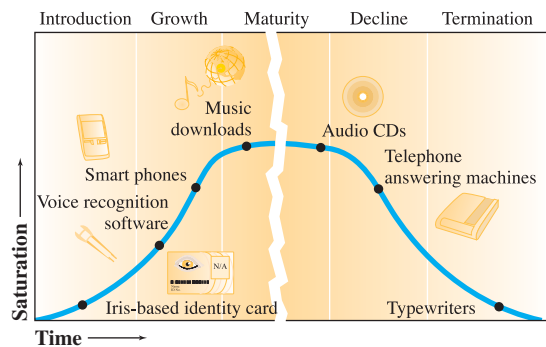 Introduction Growth Maturity Decline Termination
Music
downloads
Audio CDs
Smart phones
Telephone
answering machines
Voice recognition
software
N/A
Iris-based identity card
Typewriters
Saturation
Time